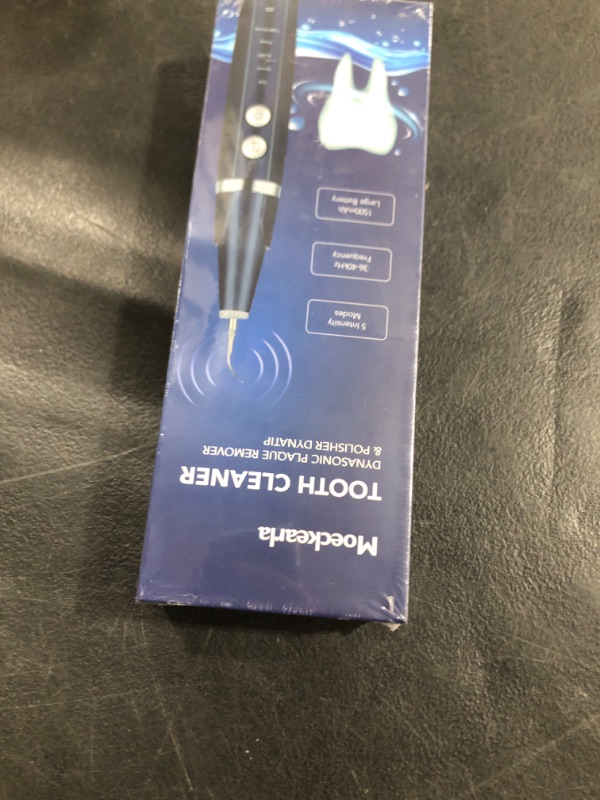 Moeckearla
TOOTH CLEANER
DYNASONIC PLAQUE REMOVER
& POLISHER DYNATIP
5 Intensity
Modes
36-40kHz
Frequency
1500mAh
Large Battery